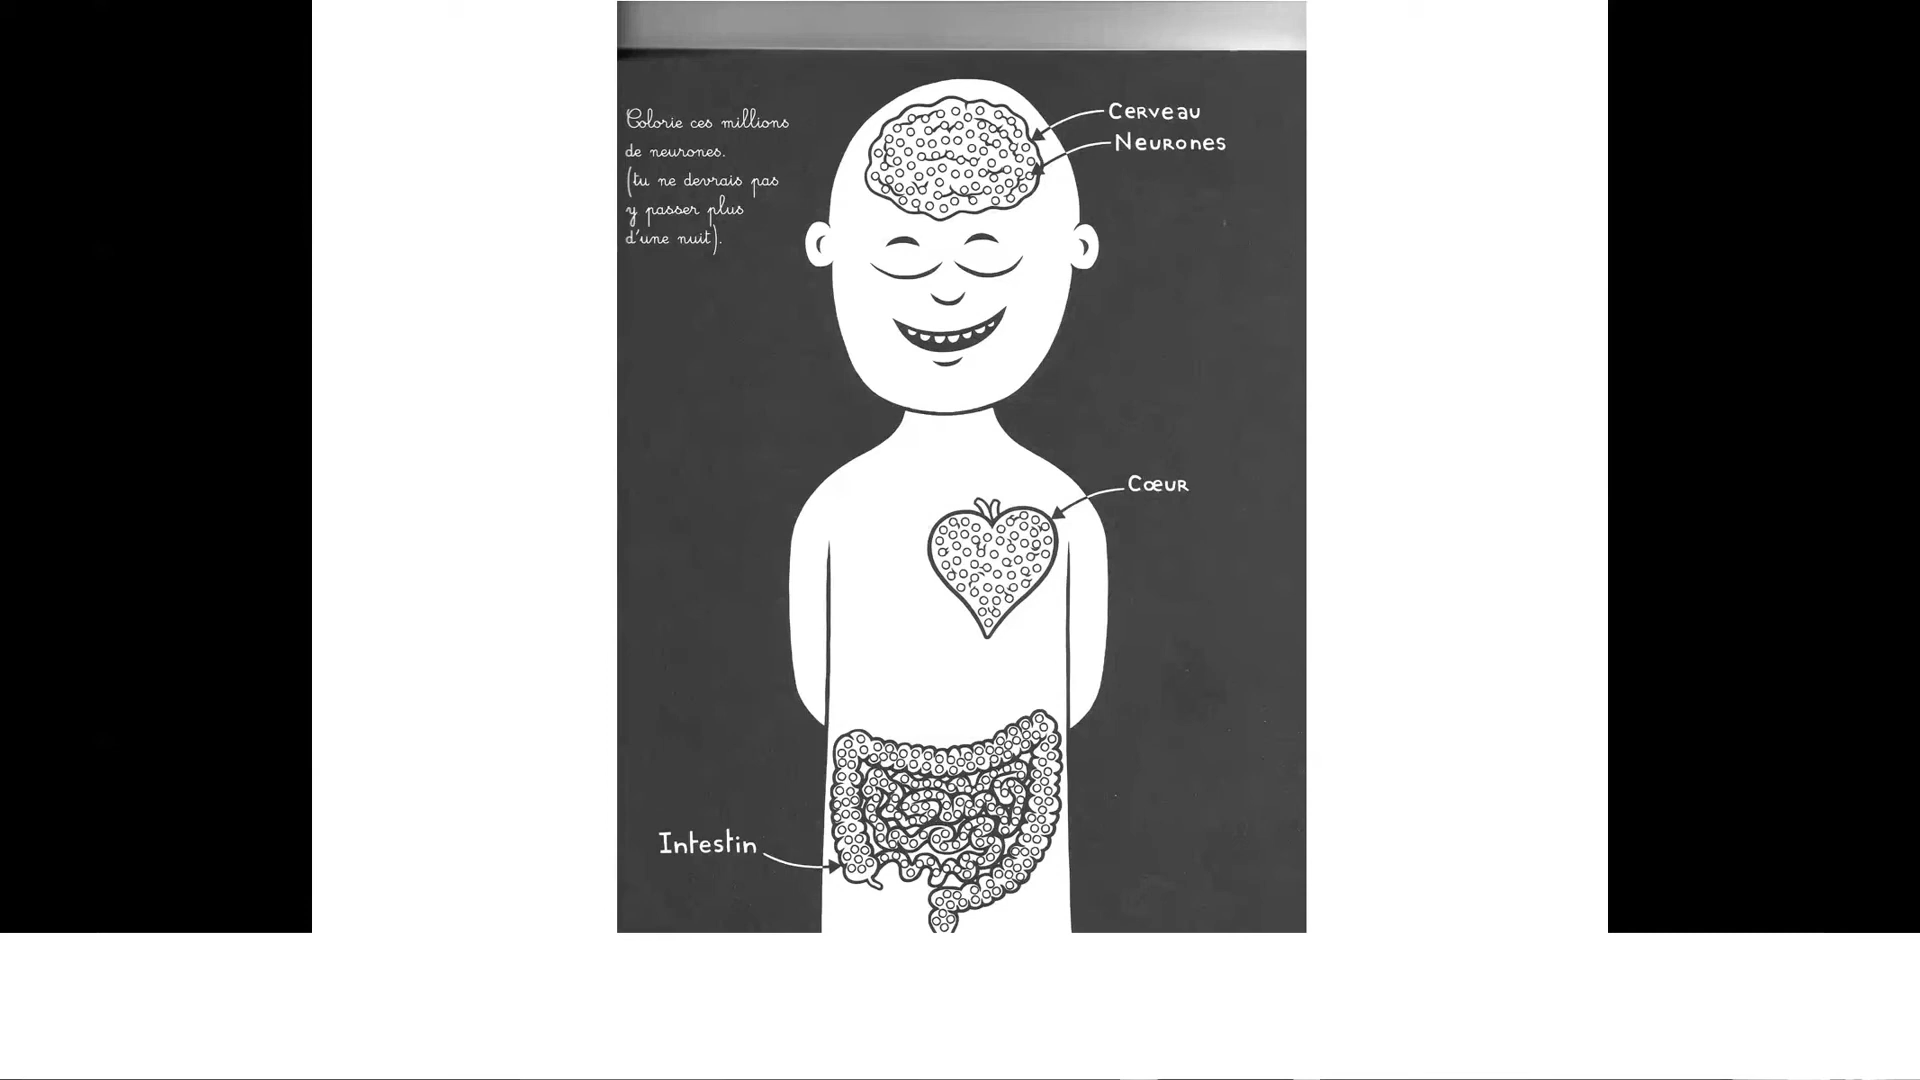 Colorie ces millions
de neurones.
(tu ne devrais pas
y passer plus
d'une nuit).
Cerveau
Neurones
Cœur
Intestin